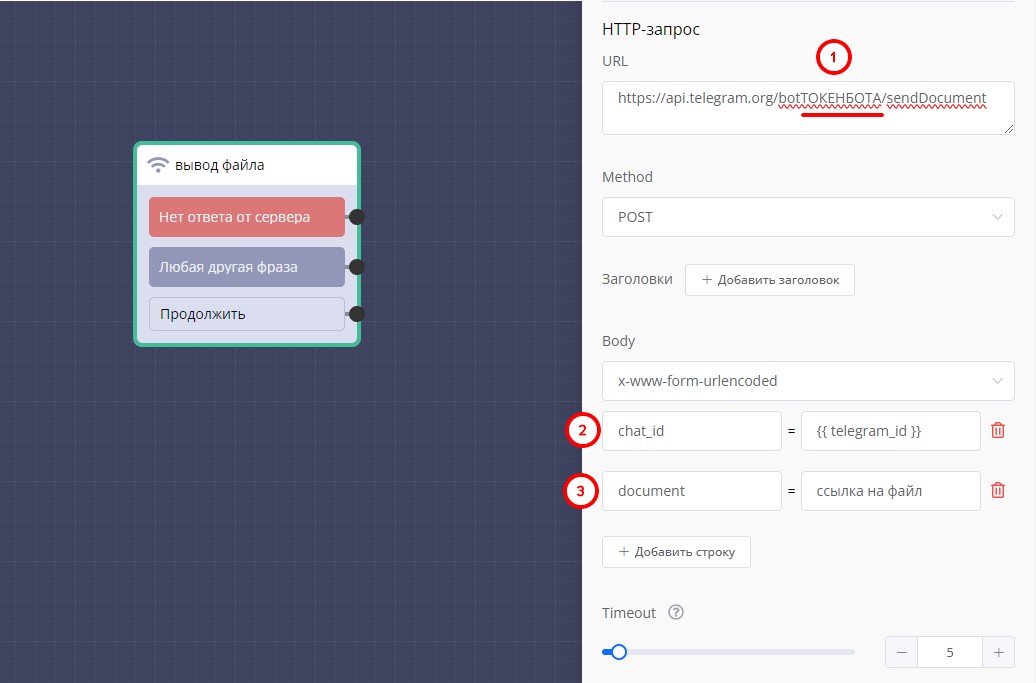 вывод файла
Нет ответа от сервера
Любая другая фраза
Продолжить
HTTP-запрос
1
URL
https://api.telegram.org/botТОКЕНБОТА/sendDocument
Method
POST
Заголовки + Добавить заголовок
Body
x-www-form-urlencoded
2 chat_id = {{ telegram_id }}
3 document = ссылка на файл
+ Добавить строку
Timeout ?
− 5 +